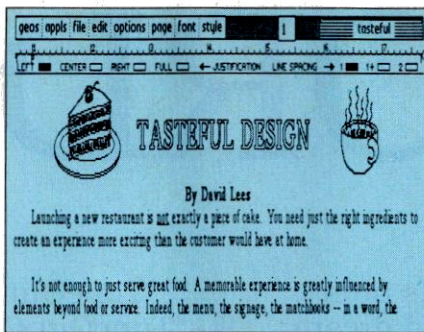 geos appls file edit options page font style 1 tasteful
LEFT CENTER RIGHT FULL ← JUSTIFICATION LINE SPACING → 1 1+ 2
TASTEFUL DESIGN
By David Lees
Launching a new restaurant is not exactly a piece of cake. You need just the right ingredients to
create an experience more exciting than the customer would have at home.
It's not enough to just serve great food. A memorable experience is greatly influenced by
elements beyond food or service. Indeed, the menu, the signage, the matchbooks -- in a word, the